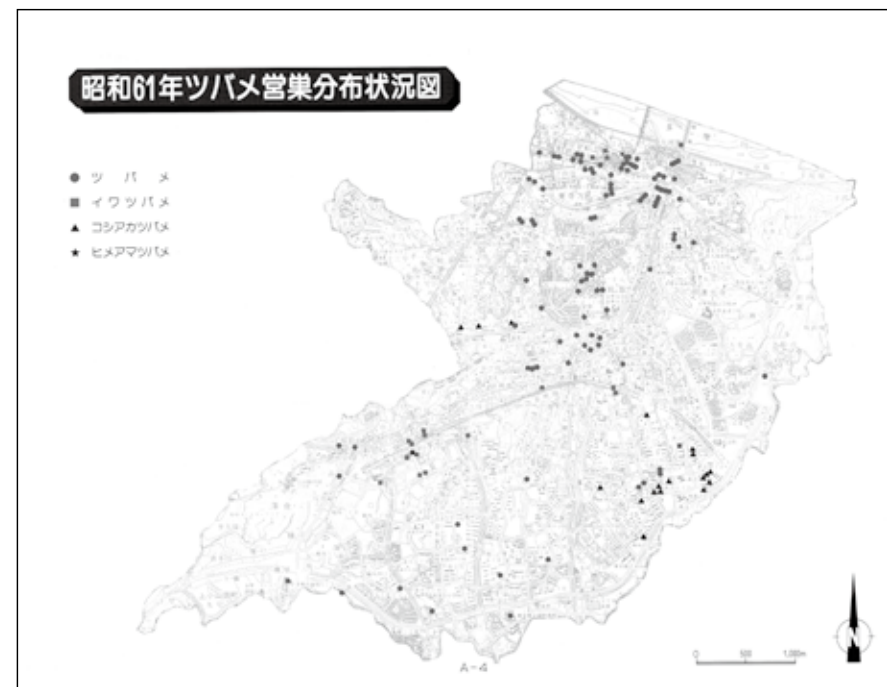 昭和61年ツバメ営巣分布状況図
● ツバメ
■ イワツバメ
▲ コシアカツバメ
★ ヒメアマツバメ
N
0 500 1,000m
A-4